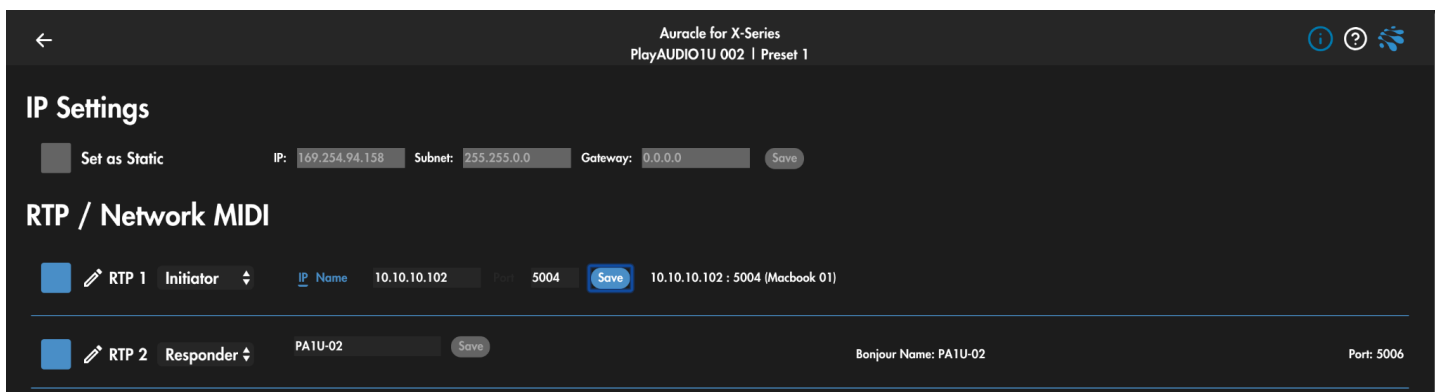 Auracle for X-Series
PlayAUDIO1U 002 | Preset 1
IP Settings
Set as Static IP: 169.254.94.158 Subnet: 255.255.0.0 Gateway: 0.0.0.0 Save
RTP / Network MIDI
RTP 1 Initiator IP Name 10.10.10.102 Port 5004 Save 10.10.10.102 : 5004 (Macbook 01)
RTP 2 Responder PA1U-02 Save Bonjour Name: PA1U-02 Port: 5006